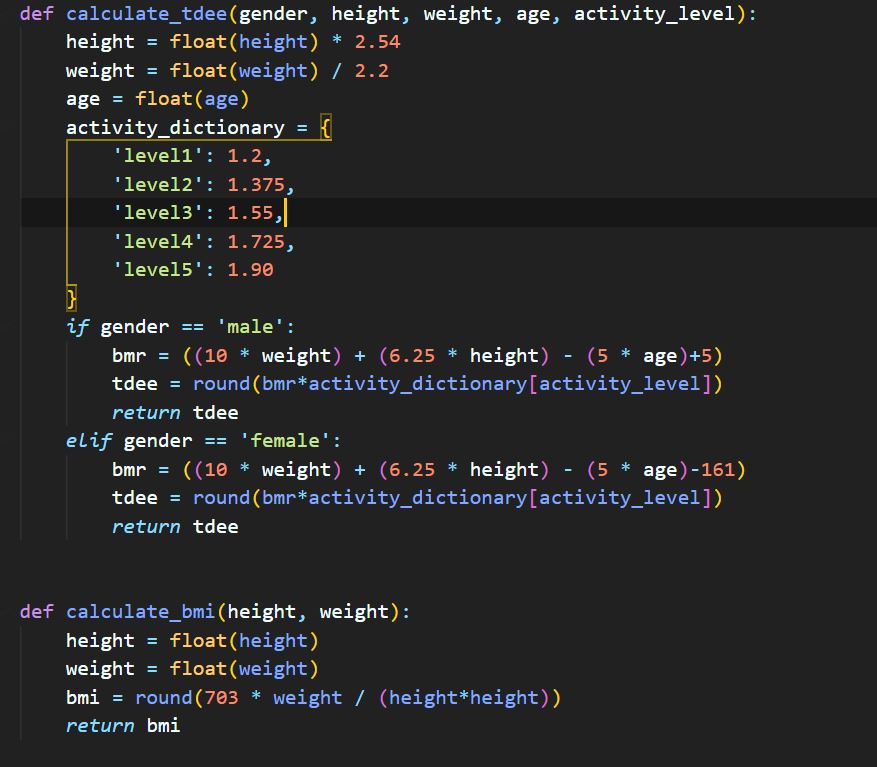 def calculate_tdee(gender, height, weight, age, activity_level):
    height = float(height) * 2.54
    weight = float(weight) / 2.2
    age = float(age)
    activity_dictionary = {
        'level1': 1.2,
        'level2': 1.375,
        'level3': 1.55,
        'level4': 1.725,
        'level5': 1.90
    }
    if gender == 'male':
        bmr = ((10 * weight) + (6.25 * height) - (5 * age)+5)
        tdee = round(bmr*activity_dictionary[activity_level])
        return tdee
    elif gender == 'female':
        bmr = ((10 * weight) + (6.25 * height) - (5 * age)-161)
        tdee = round(bmr*activity_dictionary[activity_level])
        return tdee
def calculate_bmi(height, weight):
    height = float(height)
    weight = float(weight)
    bmi = round(703 * weight / (height*height))
    return bmi